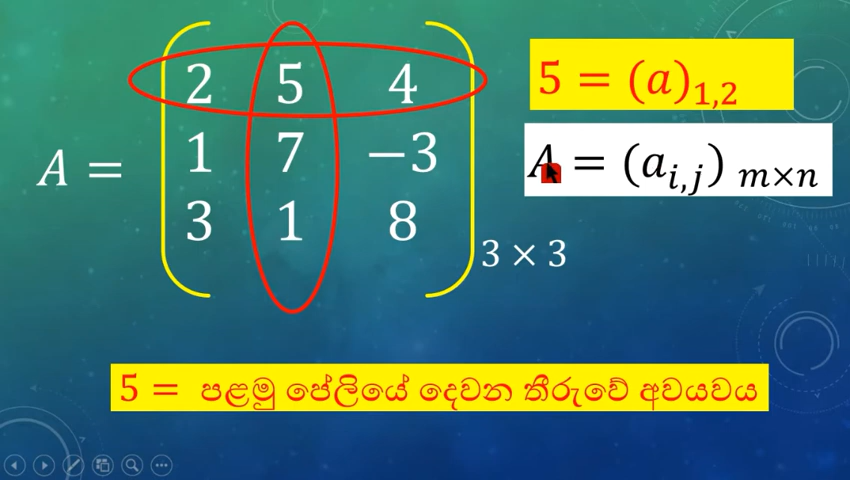 2 5 4
5 = (a)₁,₂
A = 1 7 −3
A = (aᵢ,ⱼ) ₘ×ₙ
3 1 8
3 × 3
5 = පළමු පේලියේ දෙවන තීරුවේ අවයවය